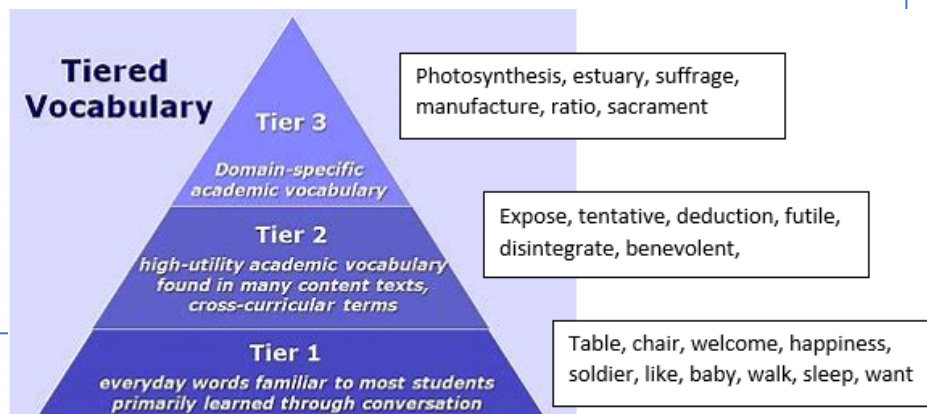 Tiered
Vocabulary
Tier 3
Domain-specific
academic vocabulary
Photosynthesis, estuary, suffrage,
manufacture, ratio, sacrament
Tier 2
high-utility academic vocabulary
found in many content texts,
cross-curricular terms
Expose, tentative, deduction, futile,
disintegrate, benevolent,
Tier 1
everyday words familiar to most students
primarily learned through conversation
Table, chair, welcome, happiness,
soldier, like, baby, walk, sleep, want